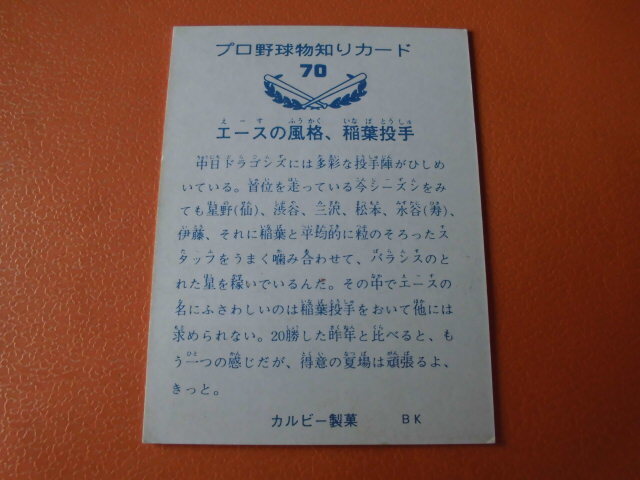 プロ野球物知りカード
70
エースの風格、稲葉投手
中日ドラゴンズには多彩な投手陣がひしめ
いている。首位を走っている今シーズンをみ
ても星野(仙)、渋谷、三沢、松本、水谷(寿)、
伊藤、それに稲葉と平均的に粒のそろったス
タッフをうまく噛み合わせて、バランスのと
れた星を稼いでいるんだ。その中でエースの
名にふさわしいのは稲葉投手をおいて他には
求められない。20勝した昨年と比べると、も
う一つの感じだが、得意の夏場は頑張るよ、
きっと。
カルビー製菓 BK